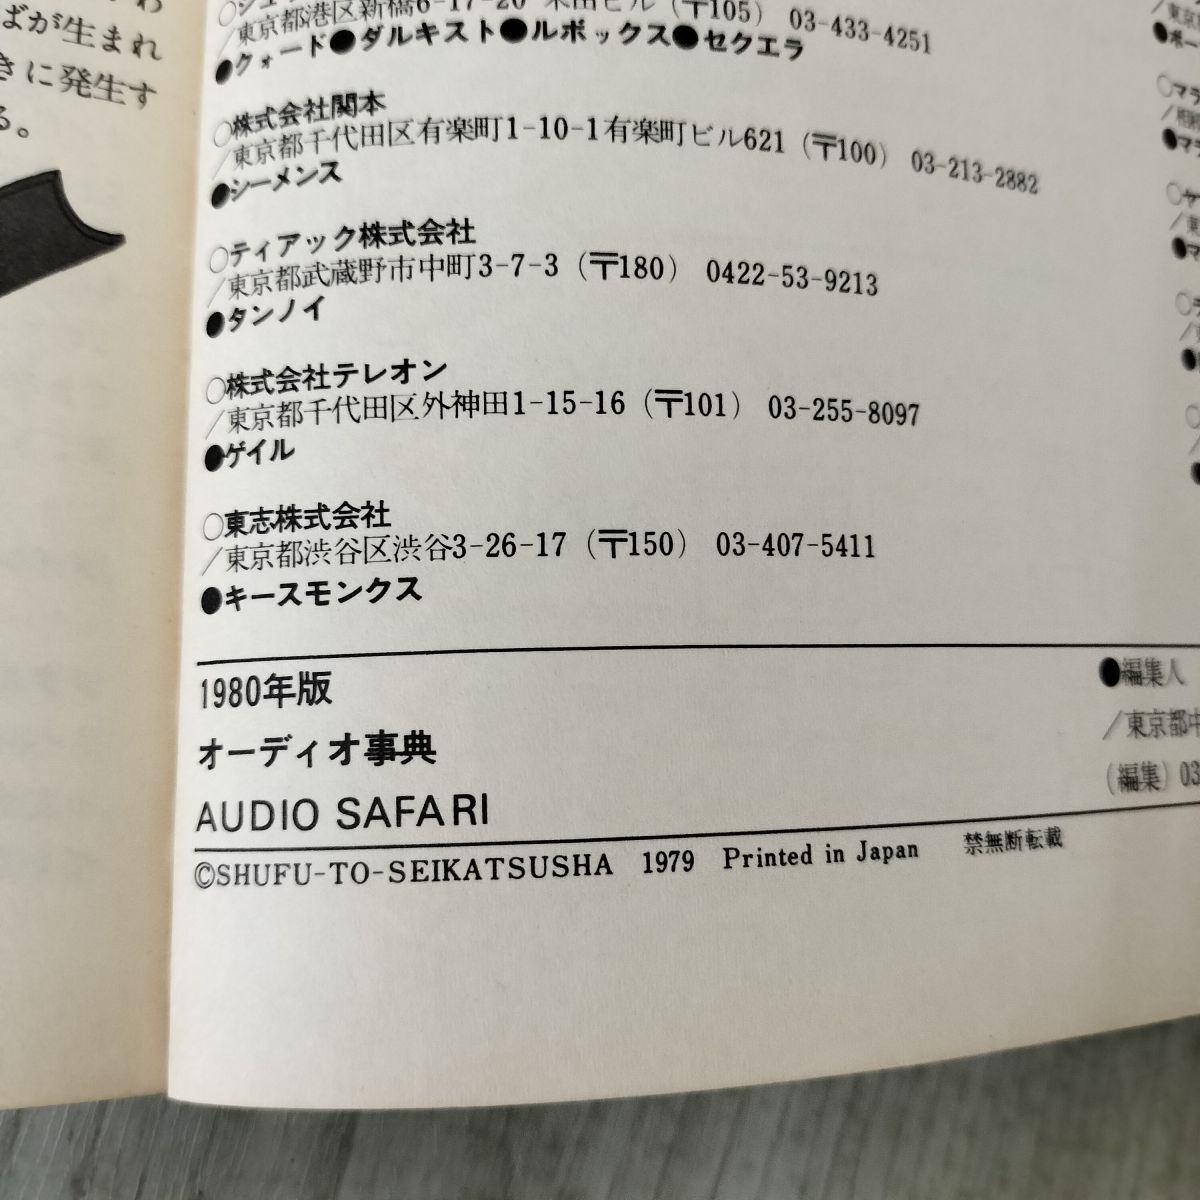 ばが生まれ
きに発生す
る。
東京都港区新橋6-17-20 (〒105) 03-433-4251
●クォード●ダルキスト●ルボックス●セクエラ
○株式会社関本
/東京都千代田区有楽町1-10-1有楽町ビル621 (〒100) 03-213-2882
●シーメンス
○ティアック株式会社
/東京都武蔵野市中町3-7-3 (〒180) 0422-53-9213
●タンノイ
○株式会社テレオン
/東京都千代田区外神田1-15-16 (〒101) 03-255-8097
●ゲイル
○東志株式会社
/東京都渋谷区渋谷3-26-17 (〒150) 03-407-5411
●キースモンクス
1980年版
オーディオ事典
AUDIO SAFARI
©SHUFU-TO-SEIKATSUSHA 1979 Printed in Japan 禁無断転載
●編集人
/東京都中
(編集) 03